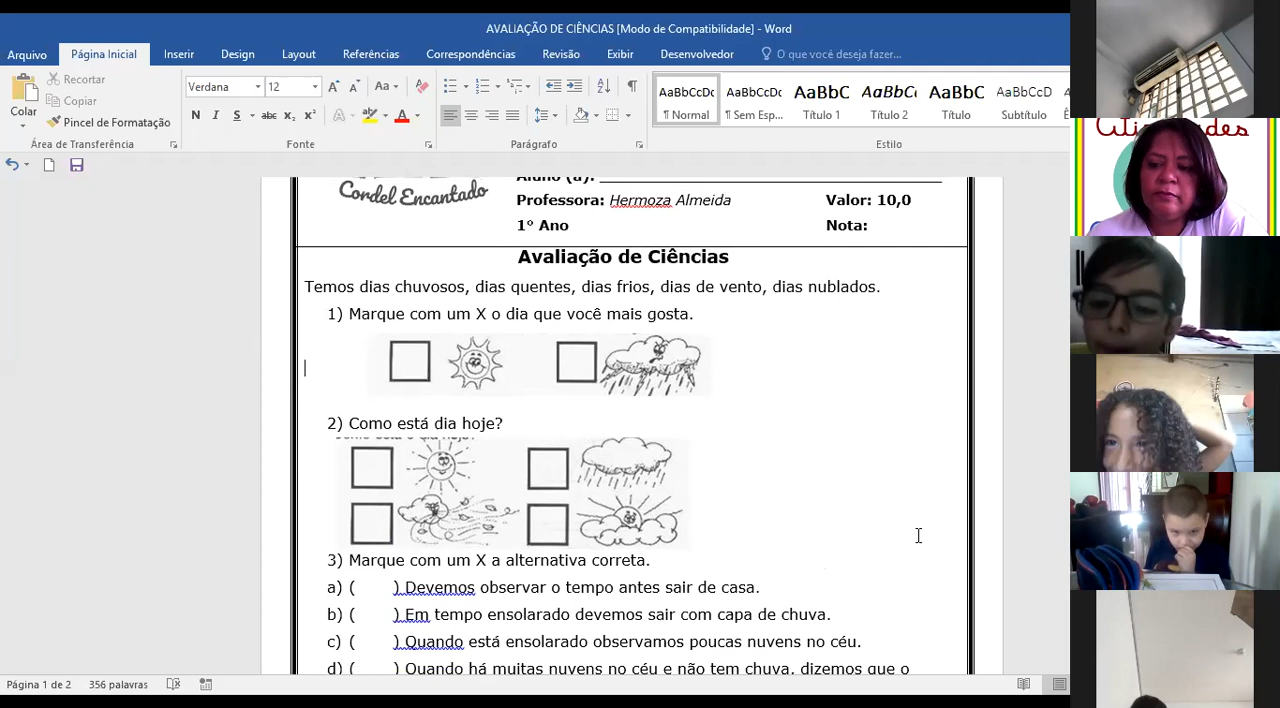 AVALIAÇÃO DE CIÊNCIAS [Modo de Compatibilidade] - Word
Arquivo Página Inicial Inserir Design Layout Referências Correspondências Revisão Exibir Desenvolvedor O que você deseja fazer...
Colar
Recortar
Copiar
Pincel de Formatação
Área de Transferência
Verdana 12
N I S abc x₂ x²
Fonte
Parágrafo
AaBbCcDc AaBbCcDc AaBbC AaBbCc AaBbC AaBbCcD
¶ Normal ¶ Sem Esp... Título 1 Título 2 Título Subtítulo
Estilo
Atividades
Cordel Encantado
Aluno (a):
Professora: Hermoza Almeida Valor: 10,0
1° Ano Nota:
Avaliação de Ciências
Temos dias chuvosos, dias quentes, dias frios, dias de vento, dias nublados.
1) Marque com um X o dia que você mais gosta.
2) Como está dia hoje?
3) Marque com um X a alternativa correta.
a) ( ) Devemos observar o tempo antes sair de casa.
b) ( ) Em tempo ensolarado devemos sair com capa de chuva.
c) ( ) Quando está ensolarado observamos poucas nuvens no céu.
d) ( ) Quando há muitas nuvens no céu e não tem chuva, dizemos que o
Página 1 de 2 356 palavras